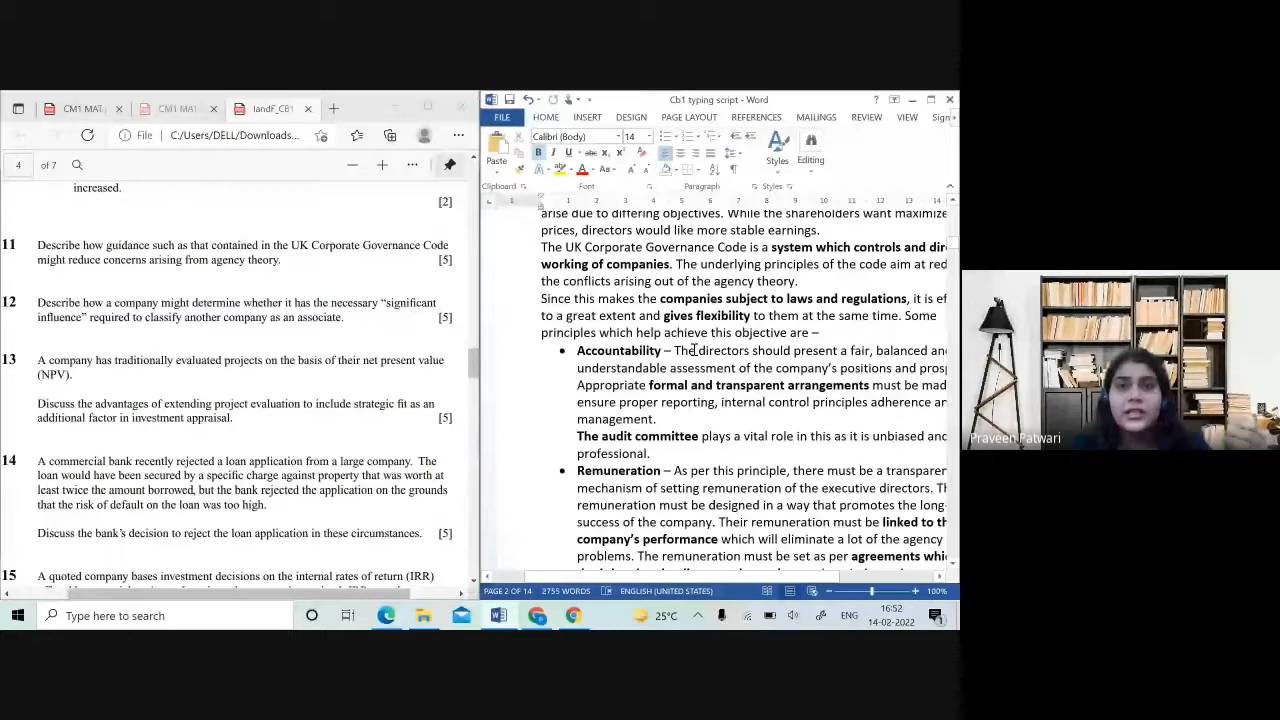 CM1 MAT
CM1 MAT
IandF_CB1
File
C:/Users/DELL/Downloads...
4 of 7
increased.
[2]
11 Describe how guidance such as that contained in the UK Corporate Governance Code
might reduce concerns arising from agency theory. [5]
12 Describe how a company might determine whether it has the necessary “significant
influence” required to classify another company as an associate. [5]
13 A company has traditionally evaluated projects on the basis of their net present value
(NPV).
Discuss the advantages of extending project evaluation to include strategic fit as an
additional factor in investment appraisal. [5]
14 A commercial bank recently rejected a loan application from a large company. The
loan would have been secured by a specific charge against property that was worth at
least twice the amount borrowed, but the bank rejected the application on the grounds
that the risk of default on the loan was too high.
Discuss the bank’s decision to reject the loan application in these circumstances. [5]
15 A quoted company bases investment decisions on the internal rates of return (IRR)
Cb1 typing script - Word
FILE HOME INSERT DESIGN PAGE LAYOUT REFERENCES MAILINGS REVIEW VIEW Sign
Paste
Calibri (Body) 14
Styles
Editing
Clipboard
Font
Paragraph
Styles
1 1 2 3 4 5 6 7 8 9 10 11 12 13 14
arise due to differing objectives. While the shareholders want maximize
prices, directors would like more stable earnings.
The UK Corporate Governance Code is a system which controls and dir
working of companies. The underlying principles of the code aim at red
the conflicts arising out of the agency theory.
Since this makes the companies subject to laws and regulations, it is ef
to a great extent and gives flexibility to them at the same time. Some
principles which help achieve this objective are –
• Accountability – The directors should present a fair, balanced and
understandable assessment of the company’s positions and prosp
Appropriate formal and transparent arrangements must be mad
ensure proper reporting, internal control principles adherence an
management.
The audit committee plays a vital role in this as it is unbiased and
professional.
• Remuneration – As per this principle, there must be a transparen
mechanism of setting remuneration of the executive directors. Th
remuneration must be designed in a way that promotes the long-
success of the company. Their remuneration must be linked to th
company’s performance which will eliminate a lot of the agency
problems. The remuneration must be set as per agreements whic
PAGE 2 OF 14 2755 WORDS ENGLISH (UNITED STATES) 100%
Type here to search
25°C
ENG
16:52
14-02-2022
Praveen Patwari